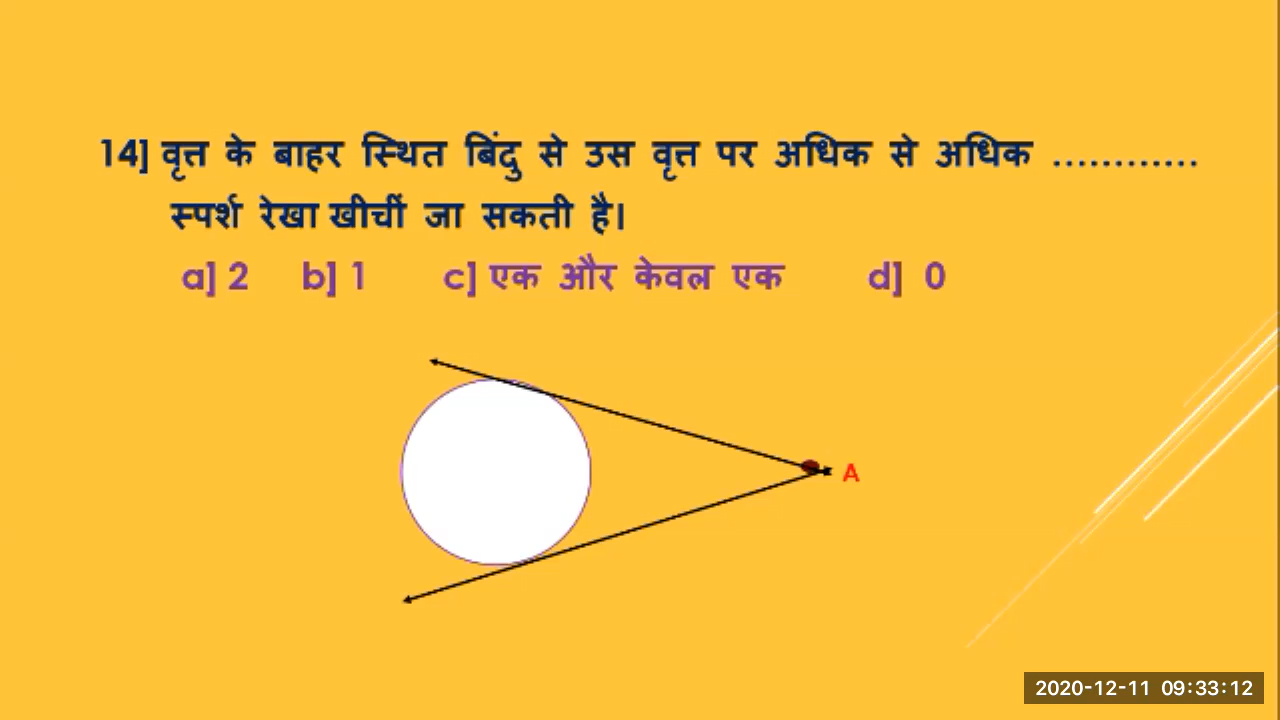 14] वृत्त के बाहर स्थित बिंदु से उस वृत्त पर अधिक से अधिक ............
स्पर्श रेखा खीचीं जा सकती है।
a] 2 b] 1 c] एक और केवल एक d] 0
A
2020-12-11 09:33:12